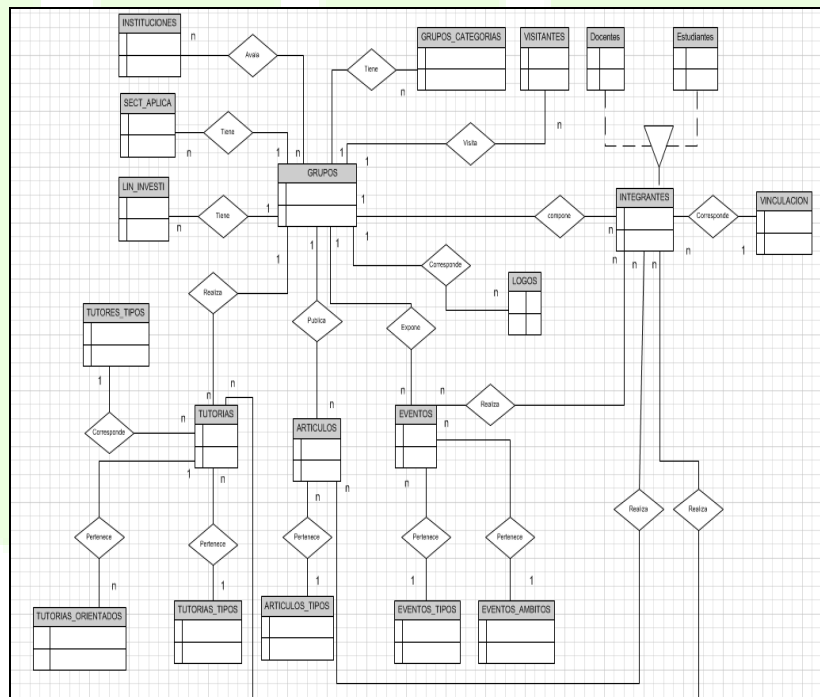 INSTITUCIONES
n
Avala
GRUPOS_CATEGORIAS
VISITANTES
Docentes
Estudiantes
Tiene
n
SECT_APLICA
Tiene
n
1
n
1
1
Visita
n
GRUPOS
LIN_INVESTI
Tiene
n
1
1
compone
n
INTEGRANTES
Corresponde
VINCULACION
n
1
1
1
1
1
Corresponde
n
LOGOS
n
n
n
Realiza
Publica
Expone
TUTORES_TIPOS
1
Corresponde
n
n
n
TUTORIAS
n
ARTICULOS
n
n
EVENTOS
n
Realiza
1
n
n
n
n
Pertenece
Pertenece
Pertenece
Pertenece
Pertenece
Realiza
Realiza
n
1
1
1
1
TUTORIAS_ORIENTADOS
TUTORIAS_TIPOS
ARTICULOS_TIPOS
EVENTOS_TIPOS
EVENTOS_AMBITOS